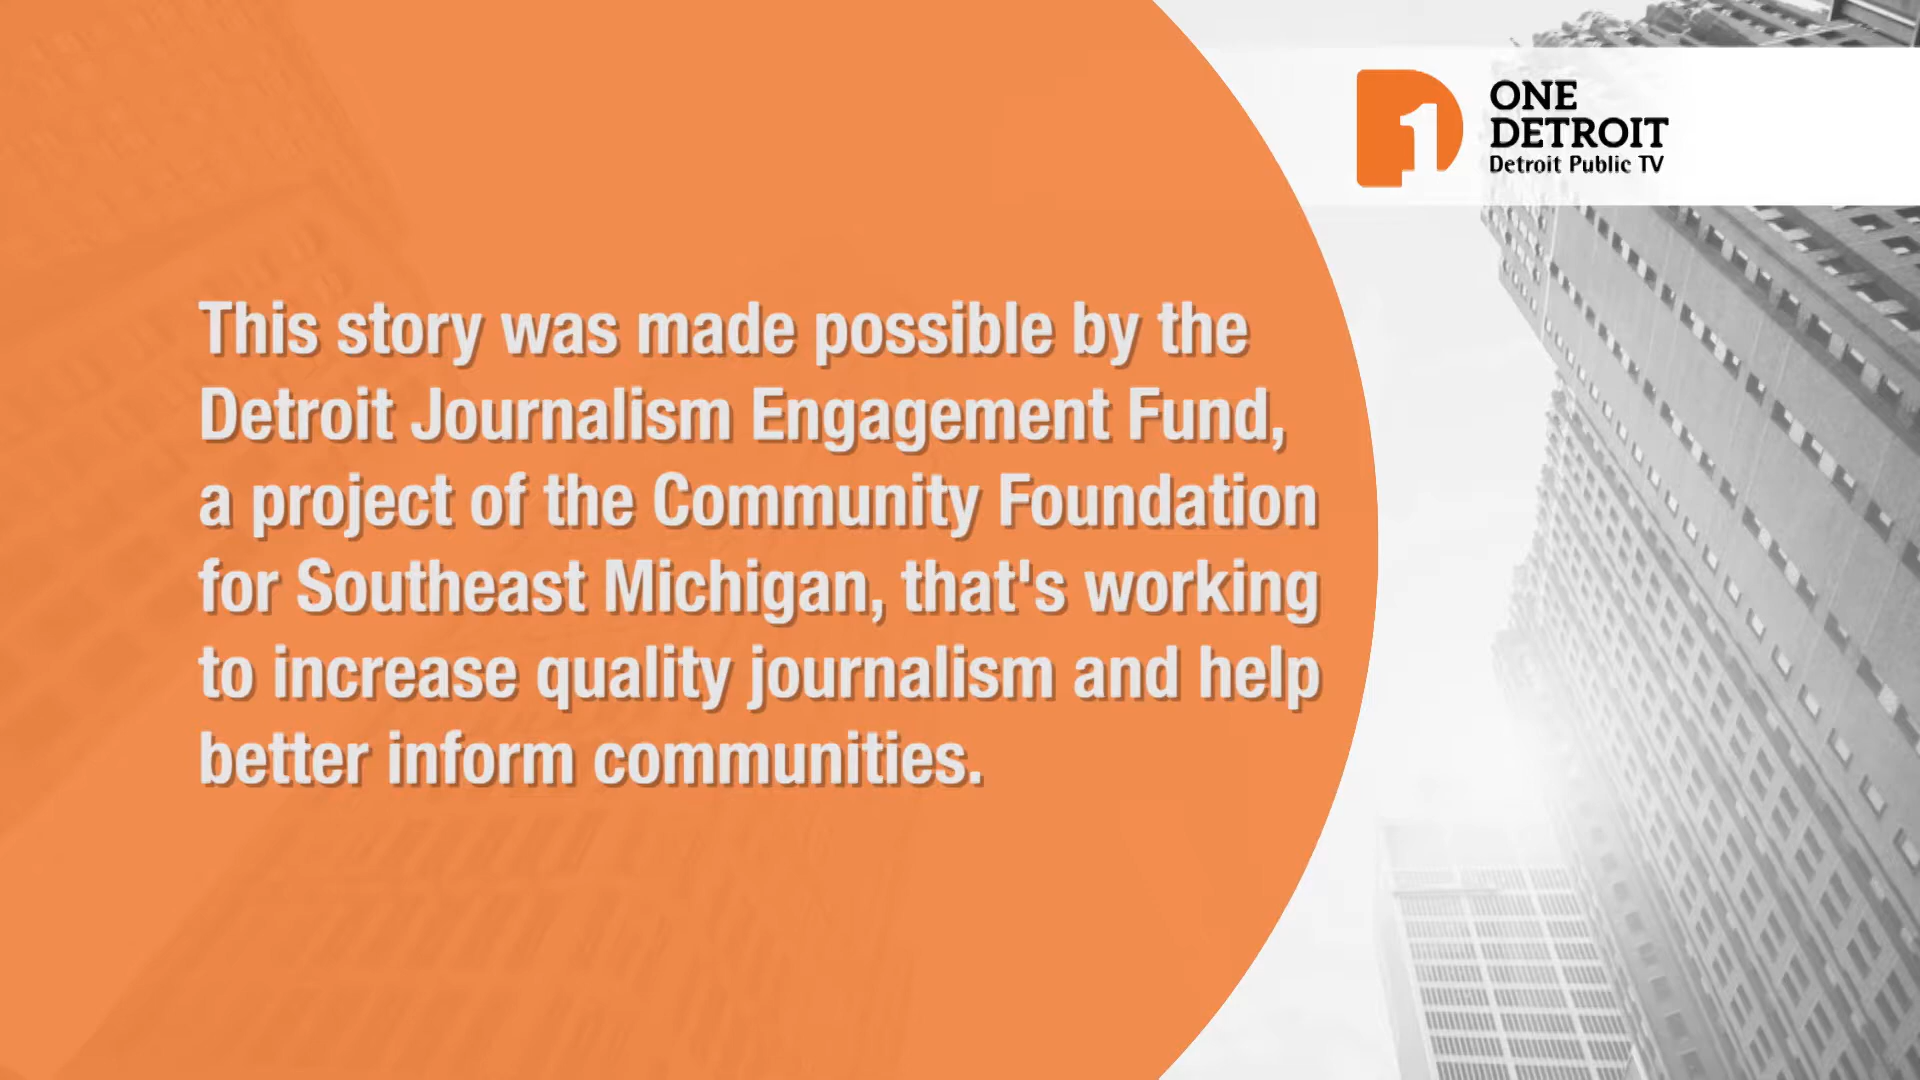 1
ONE
DETROIT
Detroit Public TV
This story was made possible by the
Detroit Journalism Engagement Fund,
a project of the Community Foundation
for Southeast Michigan, that's working
to increase quality journalism and help
better inform communities.